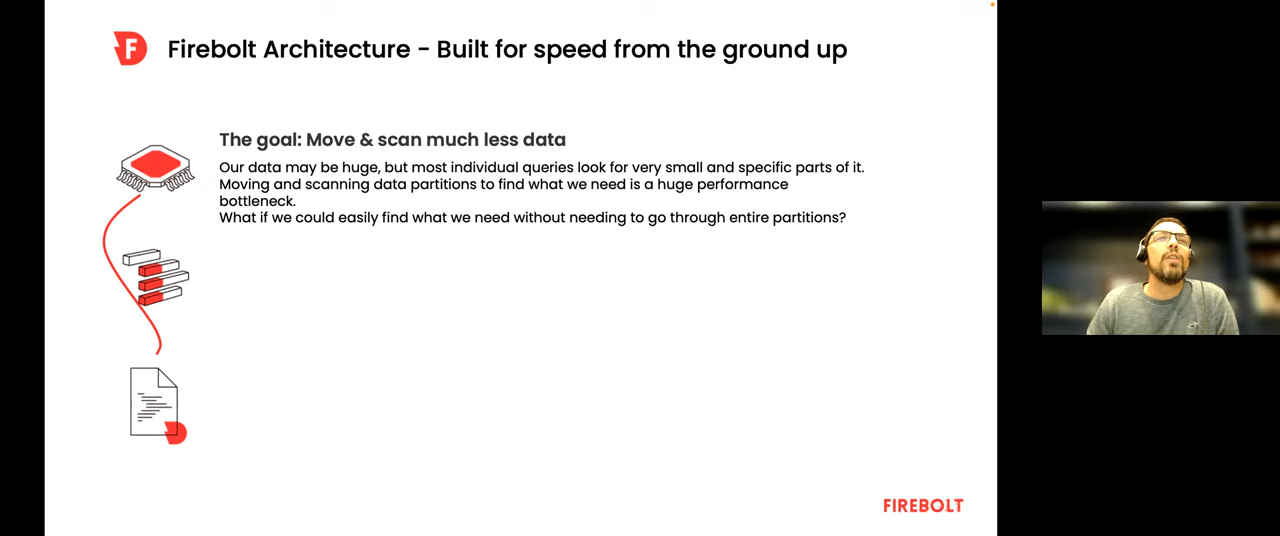 F
Firebolt Architecture - Built for speed from the ground up
The goal: Move & scan much less data
Our data may be huge, but most individual queries look for very small and specific parts of it.
Moving and scanning data partitions to find what we need is a huge performance
bottleneck.
What if we could easily find what we need without needing to go through entire partitions?
FIREBOLT